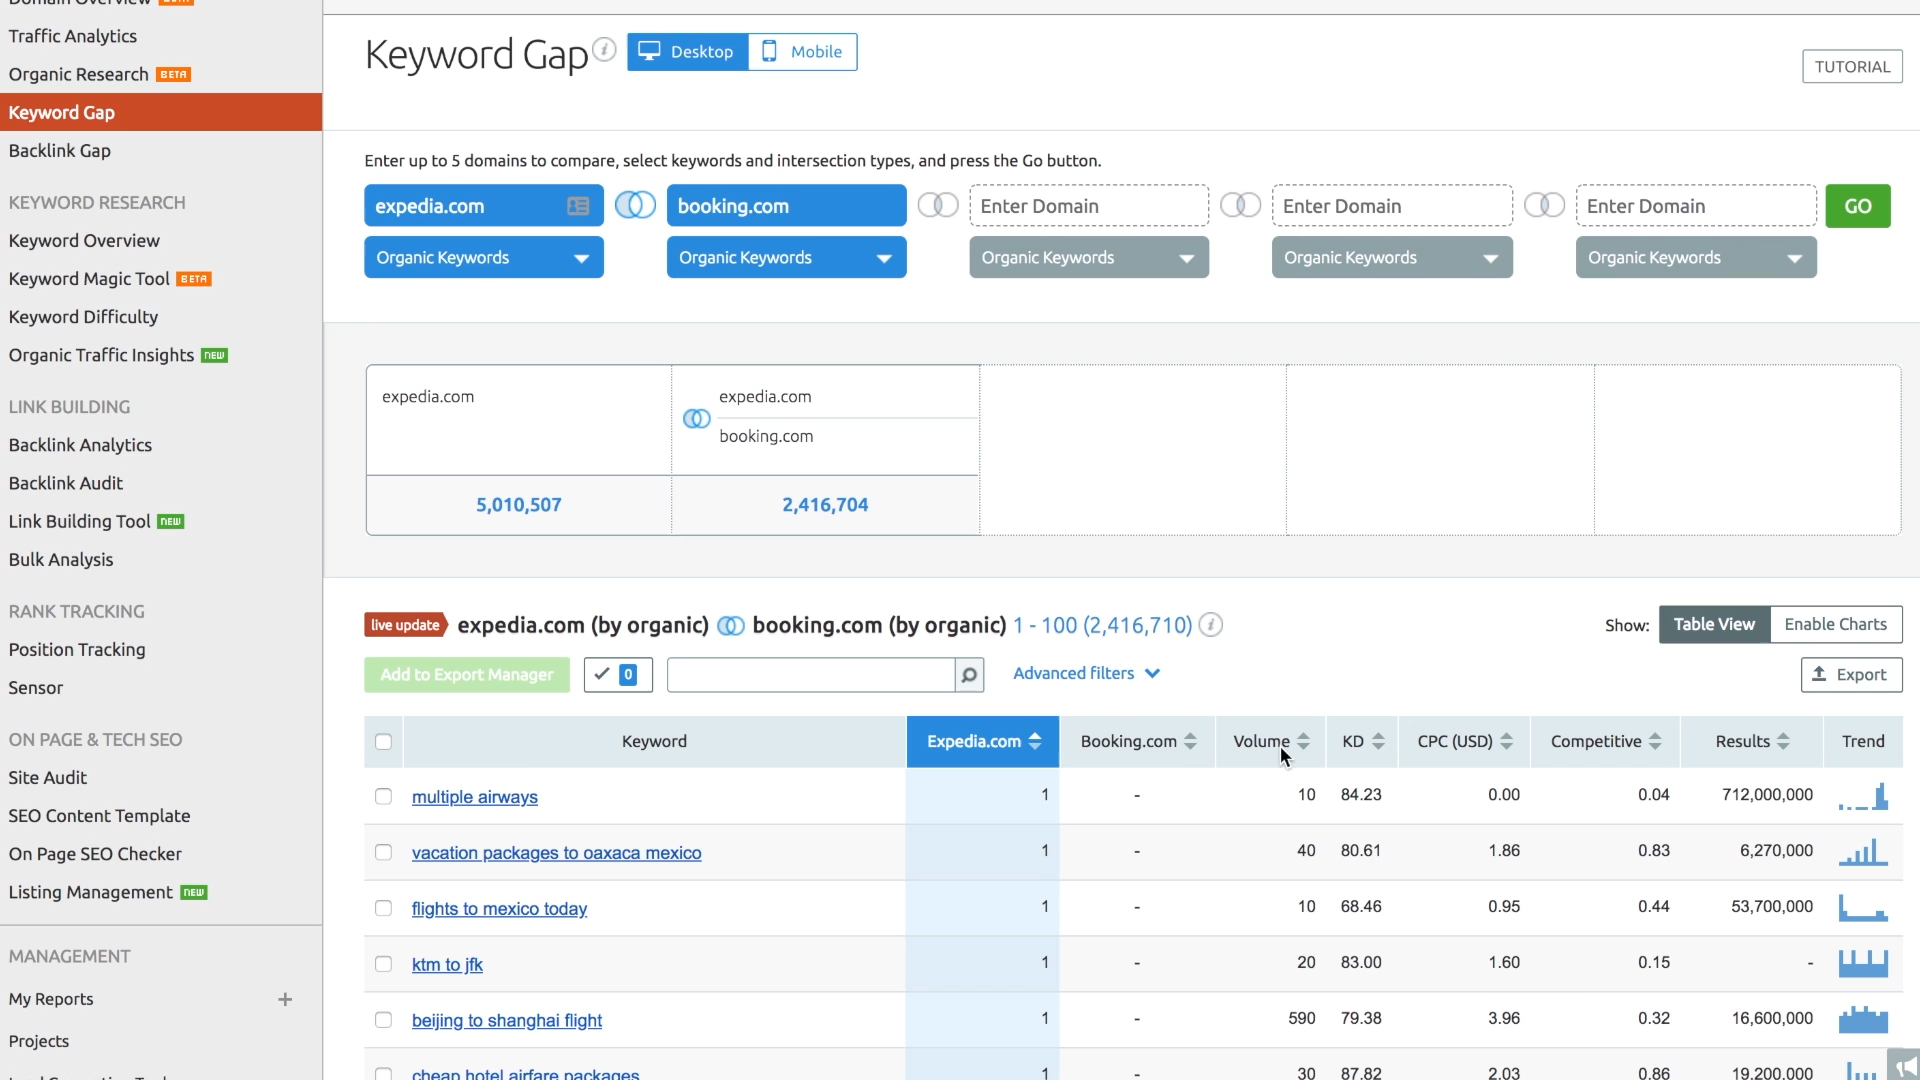 Domain Overview BETA
Traffic Analytics
Organic Research BETA
Keyword Gap
Backlink Gap
KEYWORD RESEARCH
Keyword Overview
Keyword Magic Tool BETA
Keyword Difficulty
Organic Traffic Insights NEW
LINK BUILDING
Backlink Analytics
Backlink Audit
Link Building Tool NEW
Bulk Analysis
RANK TRACKING
Position Tracking
Sensor
ON PAGE & TECH SEO
Site Audit
SEO Content Template
On Page SEO Checker
Listing Management NEW
MANAGEMENT
My Reports +
Projects
Keyword Gap i Desktop Mobile
TUTORIAL
Enter up to 5 domains to compare, select keywords and intersection types, and press the Go button.
expedia.com booking.com Enter Domain Enter Domain Enter Domain GO
Organic Keywords Organic Keywords Organic Keywords Organic Keywords Organic Keywords
expedia.com expedia.com
booking.com
5,010,507 2,416,704
live update expedia.com (by organic) booking.com (by organic) 1 - 100 (2,416,710) i Show: Table View Enable Charts
Add to Export Manager 0 Advanced filters Export
Keyword Expedia.com Booking.com Volume KD CPC (USD) Competitive Results Trend
multiple airways 1 - 10 84.23 0.00 0.04 712,000,000
vacation packages to oaxaca mexico 1 - 40 80.61 1.86 0.83 6,270,000
flights to mexico today 1 - 10 68.46 0.95 0.44 53,700,000
ktm to jfk 1 - 20 83.00 1.60 0.15 -
beijing to shanghai flight 1 - 590 79.38 3.96 0.32 16,600,000
cheap hotel airfare packages 1 - 30 87.82 2.03 0.86 19,200,000